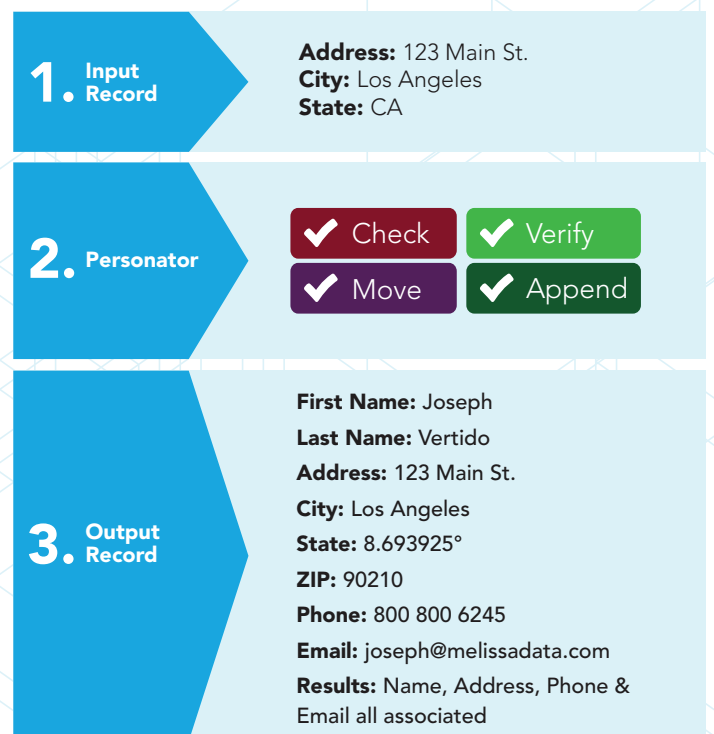 1. Input
Record
Address: 123 Main St.
City: Los Angeles
State: CA
2. Personator
Check
Verify
Move
Append
3. Output
Record
First Name: Joseph
Last Name: Vertido
Address: 123 Main St.
City: Los Angeles
State: 8.693925°
ZIP: 90210
Phone: 800 800 6245
Email: joseph@melissadata.com
Results: Name, Address, Phone &
Email all associated